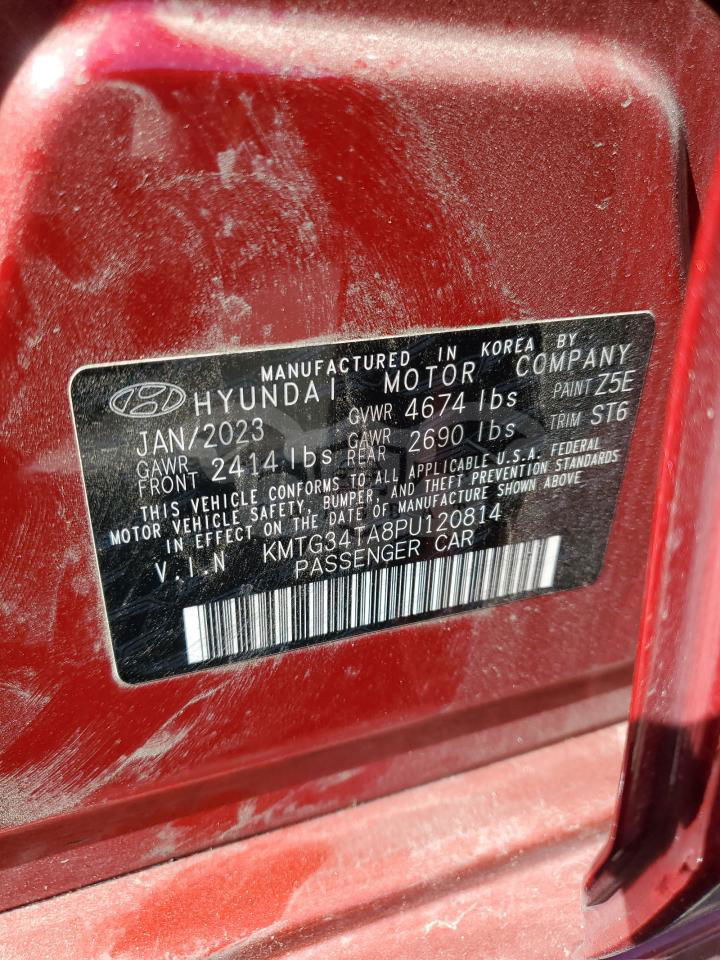 MANUFACTURED IN KOREA BY
HYUNDAI MOTOR COMPANY
JAN/2023 GVWR 4674 lbs PAINT Z5E
GAWR FRONT 2414 lbs GAWR REAR 2690 lbs TRIM ST6
THIS VEHICLE CONFORMS TO ALL APPLICABLE U.S.A. FEDERAL
MOTOR VEHICLE SAFETY, BUMPER, AND THEFT PREVENTION STANDARDS
IN EFFECT ON THE DATE OF MANUFACTURE SHOWN ABOVE
V.I.N KMTG34TA8PU120814
PASSENGER CAR